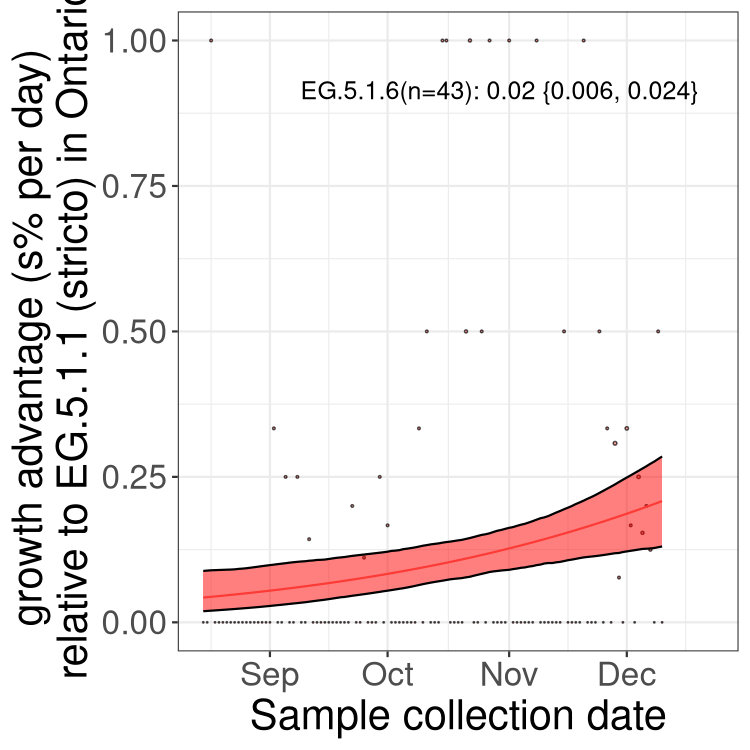 growth advantage (s% per day)
relative to EG.5.1.1 (stricto) in Ontario
1.00
0.75
0.50
0.25
0.00
EG.5.1.6(n=43): 0.02 {0.006, 0.024}
Sep
Oct
Nov
Dec
Sample collection date